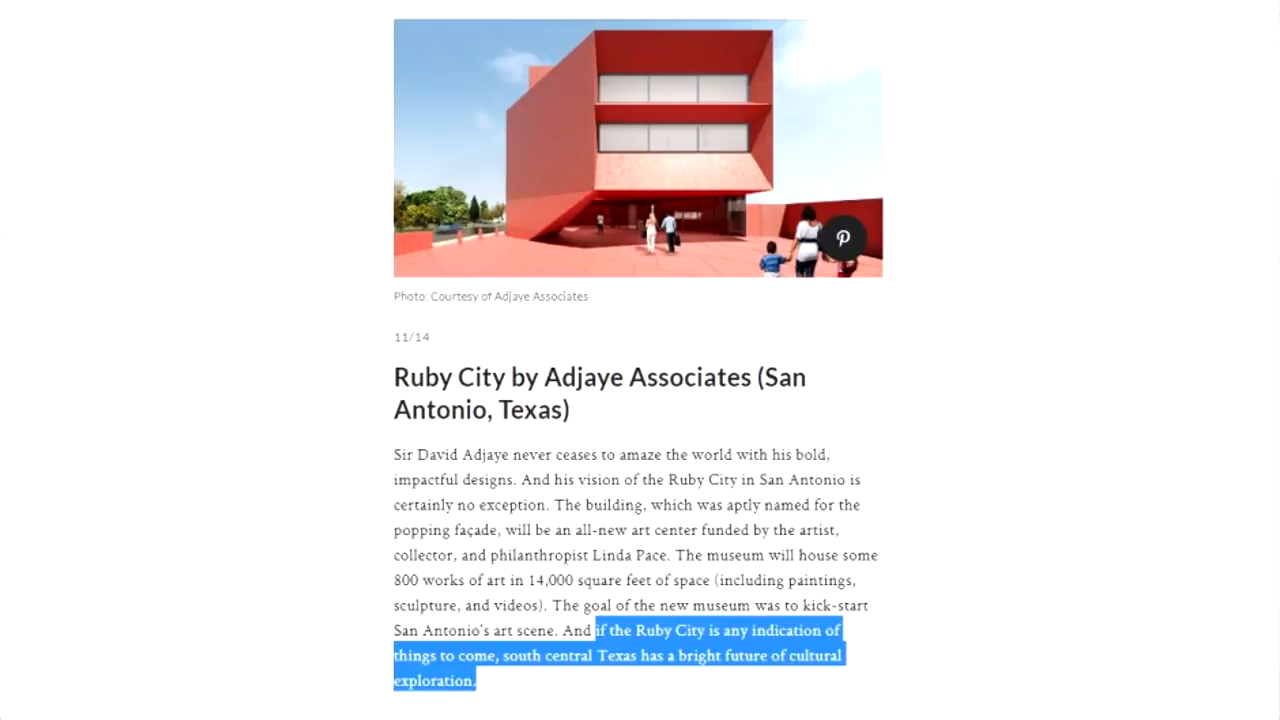 Photo: Courtesy of Adjaye Associates
11/14
Ruby City by Adjaye Associates (San
Antonio, Texas)
Sir David Adjaye never ceases to amaze the world with his bold,
impactful designs. And his vision of the Ruby City in San Antonio is
certainly no exception. The building, which was aptly named for the
popping façade, will be an all-new art center funded by the artist,
collector, and philanthropist Linda Pace. The museum will house some
800 works of art in 14,000 square feet of space (including paintings,
sculpture, and videos). The goal of the new museum was to kick-start
San Antonio's art scene. And if the Ruby City is any indication of
things to come, south central Texas has a bright future of cultural
exploration.